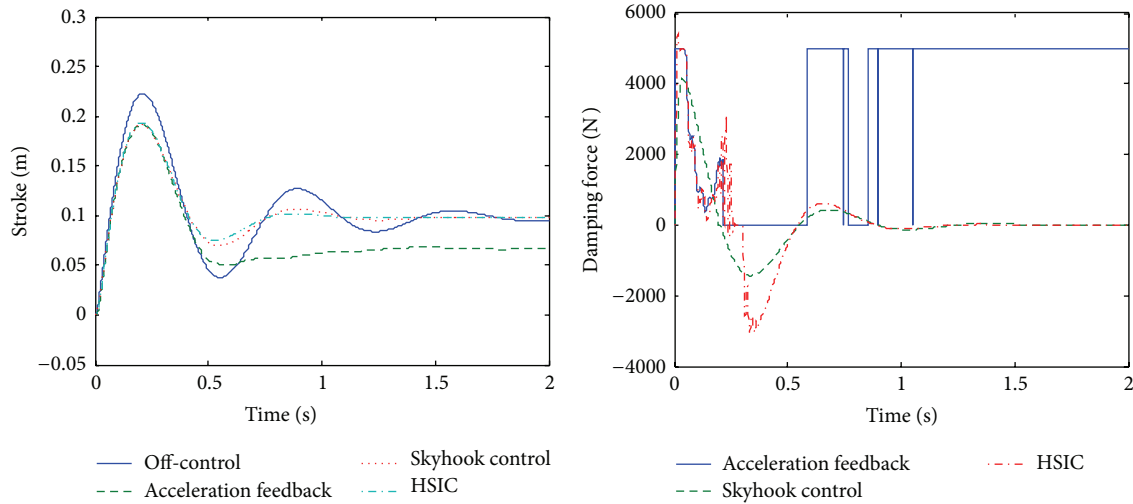 0.3
0.25
0.2
0.15
0.1
0.05
0
−0.05
Stroke (m)
0
0.5
1
1.5
2
Time (s)
Off-control
Acceleration feedback
Skyhook control
HSIC
6000
4000
2000
0
−2000
−4000
Damping force (N)
0
0.5
1
1.5
2
Time (s)
Acceleration feedback
Skyhook control
HSIC